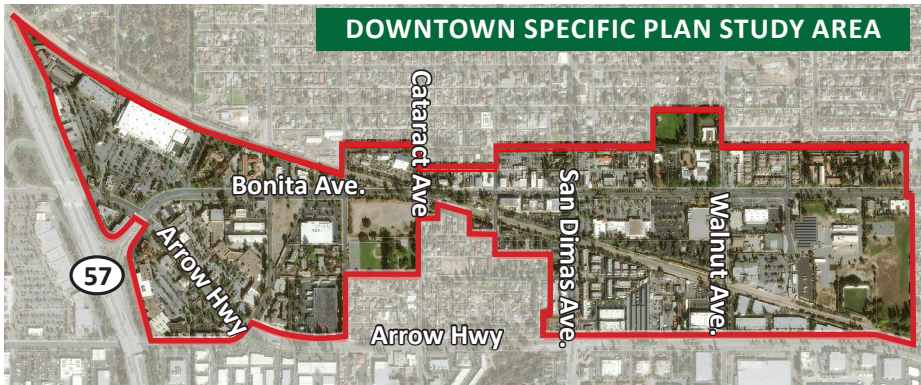 DOWNTOWN SPECIFIC PLAN STUDY AREA
Cataract Ave
Bonita Ave.
San Dimas Ave.
Walnut Ave.
Arrow Hwy
57
Arrow Hwy